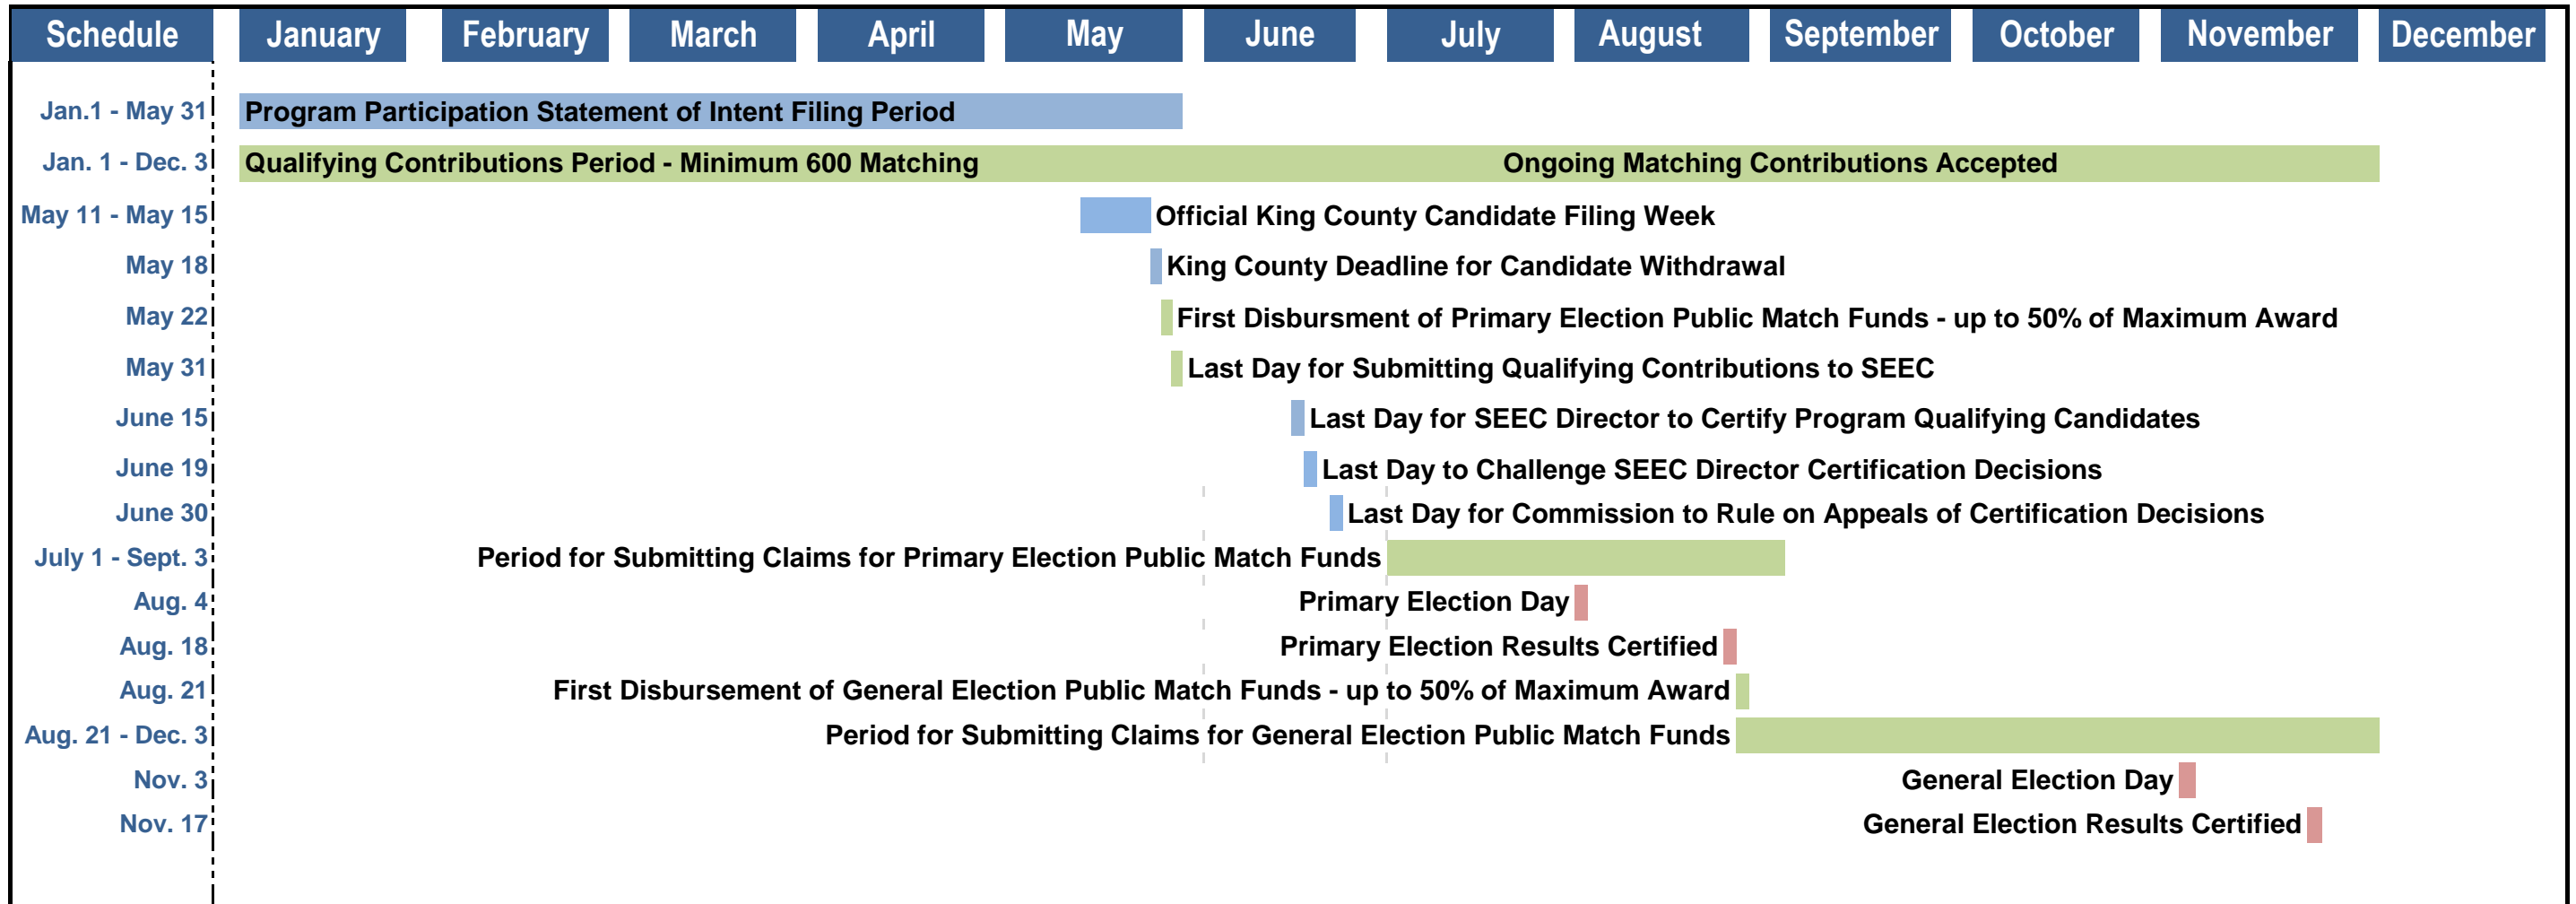 Schedule January February March April May June July August September October November December
Jan.1 - May 31 Program Participation Statement of Intent Filing Period
Jan. 1 - Dec. 3 Qualifying Contributions Period - Minimum 600 Matching Ongoing Matching Contributions Accepted
May 11 - May 15 Official King County Candidate Filing Week
May 18 King County Deadline for Candidate Withdrawal
May 22 First Disbursment of Primary Election Public Match Funds - up to 50% of Maximum Award
May 31 Last Day for Submitting Qualifying Contributions to SEEC
June 15 Last Day for SEEC Director to Certify Program Qualifying Candidates
June 19 Last Day to Challenge SEEC Director Certification Decisions
June 30 Last Day for Commission to Rule on Appeals of Certification Decisions
July 1 - Sept. 3 Period for Submitting Claims for Primary Election Public Match Funds
Aug. 4 Primary Election Day
Aug. 18 Primary Election Results Certified
Aug. 21 First Disbursement of General Election Public Match Funds - up to 50% of Maximum Award
Aug. 21 - Dec. 3 Period for Submitting Claims for General Election Public Match Funds
Nov. 3 General Election Day
Nov. 17 General Election Results Certified